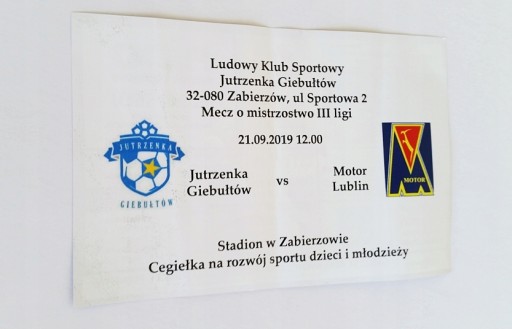 Ludowy Klub Sportowy
Jutrzenka Giebułtów
32-080 Zabierzów, ul Sportowa 2
Mecz o mistrzostwo III ligi
21.09.2019 12.00
JUTRZENKA
GIEBUŁTÓW
Jutrzenka
Giebułtów
vs
Motor
Lublin
MOTOR
Stadion w Zabierzowie
Cegiełka na rozwój sportu dzieci i młodzieży